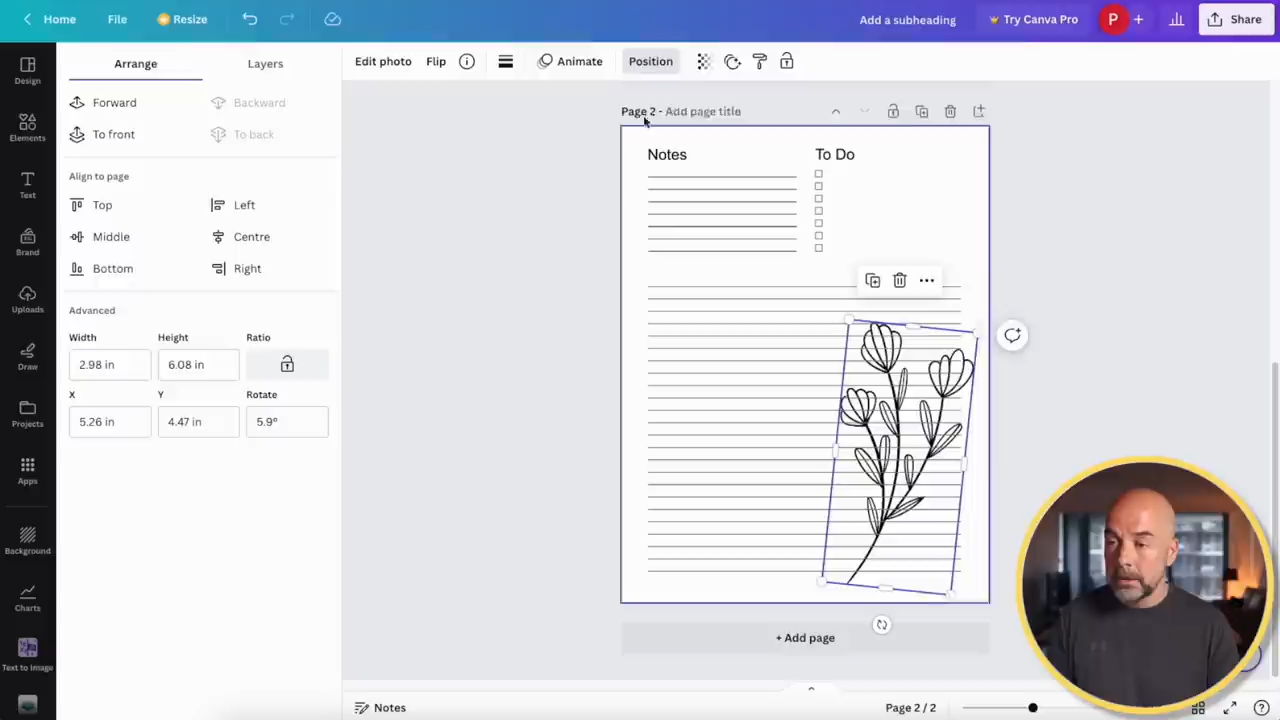 Home File Resize Add a subheading Try Canva Pro P + Share
Design
Elements
Text
Brand
Uploads
Draw
Projects
Apps
Background
Charts
Text to Image
Arrange Layers
Forward Backward
To front To back
Align to page
Top Left
Middle Centre
Bottom Right
Advanced
Width Height Ratio
2.98 in 6.08 in
X Y Rotate
5.26 in 4.47 in 5.9°
Edit photo Flip Animate Position
Page 2 - Add page title
Notes To Do
+ Add page
Notes Page 2 / 2